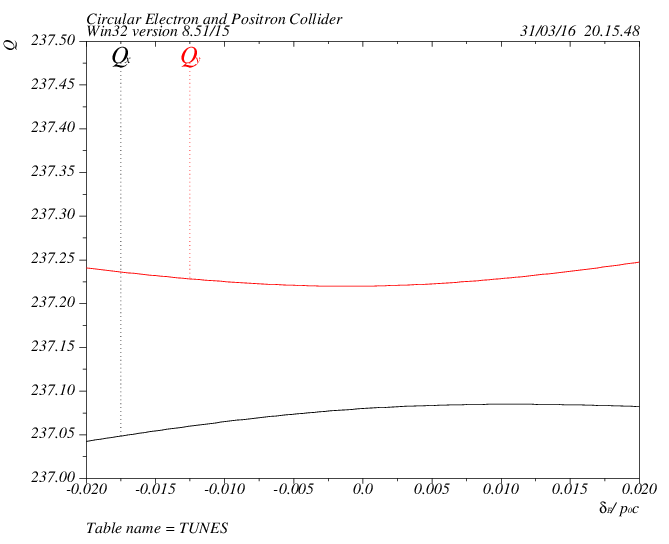 Circular Electron and Positron Collider
Win32 version 8.51/15 31/03/16 20.15.48
Q
237.50
Qx Qy
237.45
237.40
237.35
237.30
237.25
237.20
237.15
237.10
237.05
237.00
-0.020 -0.015 -0.010 -0.005 0.0 0.005 0.010 0.015 0.020
δE/ p0c
Table name = TUNES